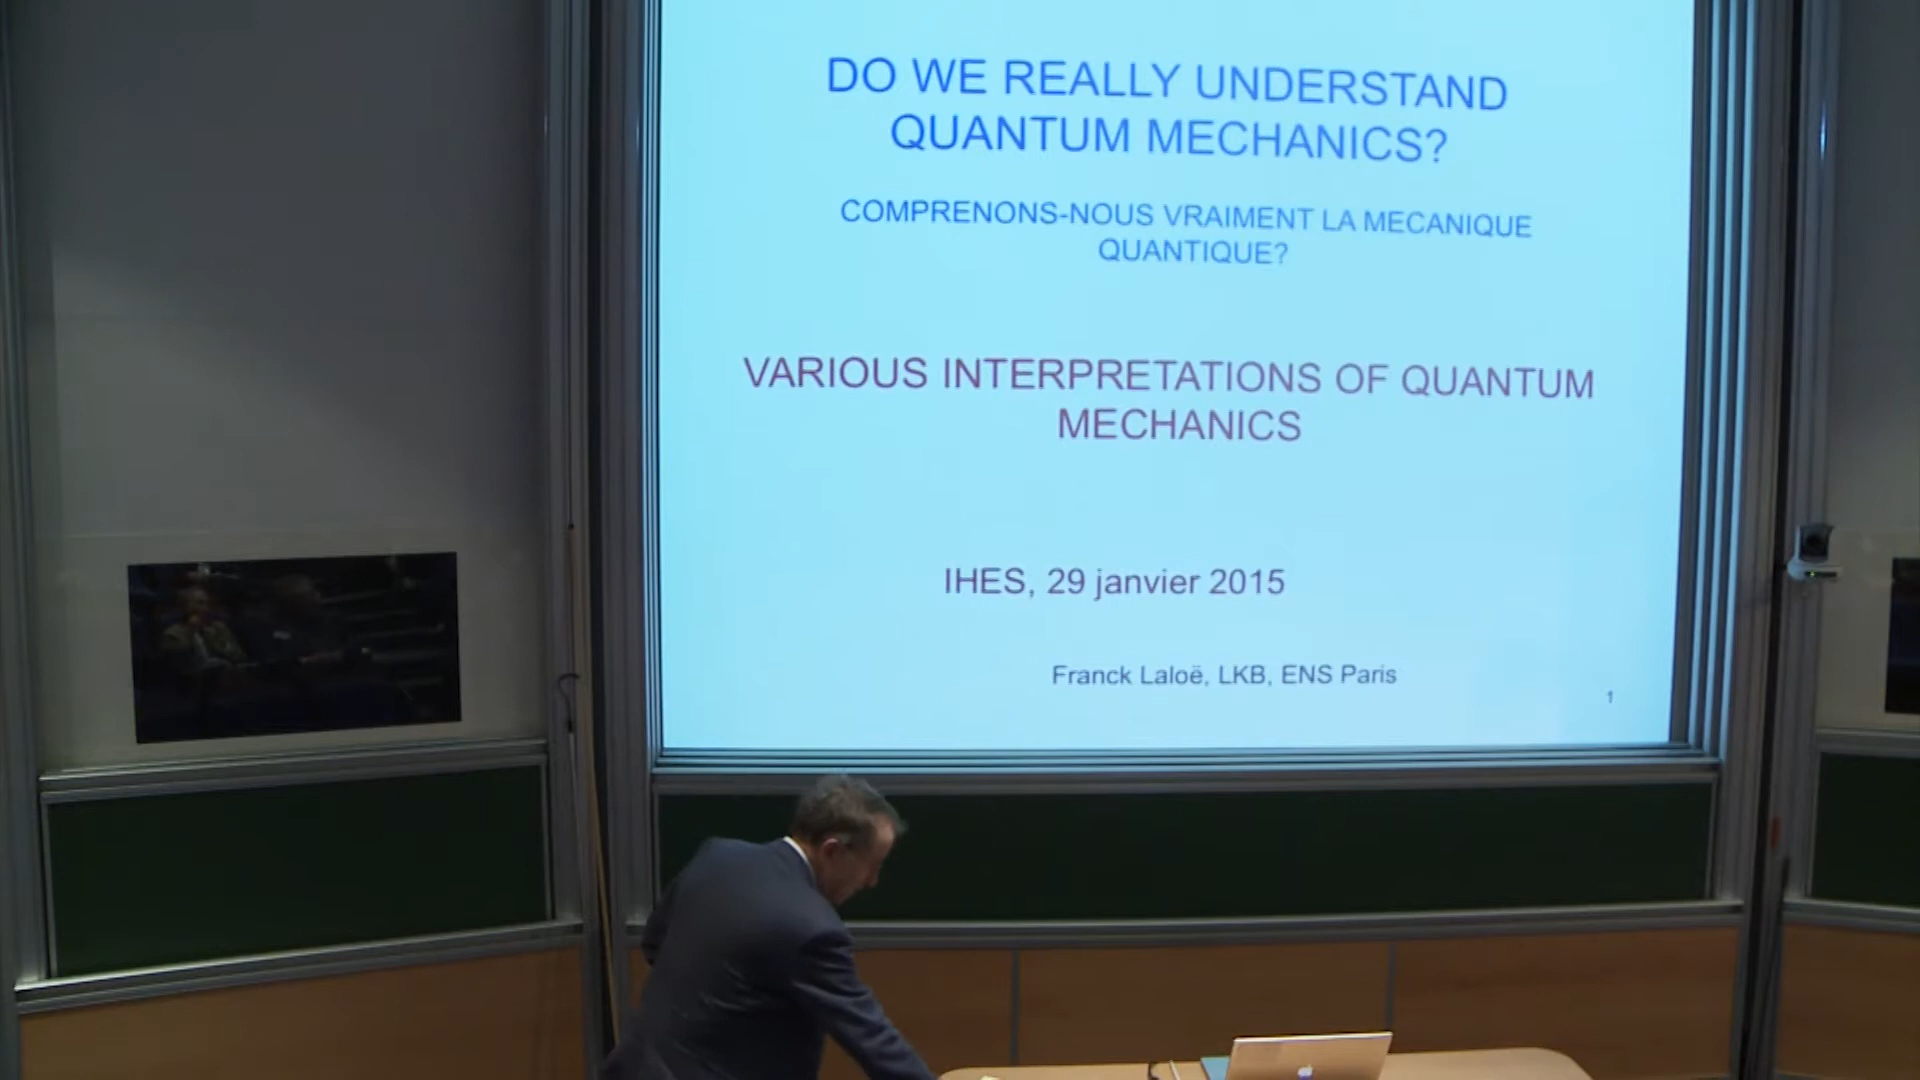 DO WE REALLY UNDERSTAND
QUANTUM MECHANICS?
COMPRENONS-NOUS VRAIMENT LA MECANIQUE
QUANTIQUE?
VARIOUS INTERPRETATIONS OF QUANTUM
MECHANICS
IHES, 29 janvier 2015
Franck Laloë, LKB, ENS Paris
1